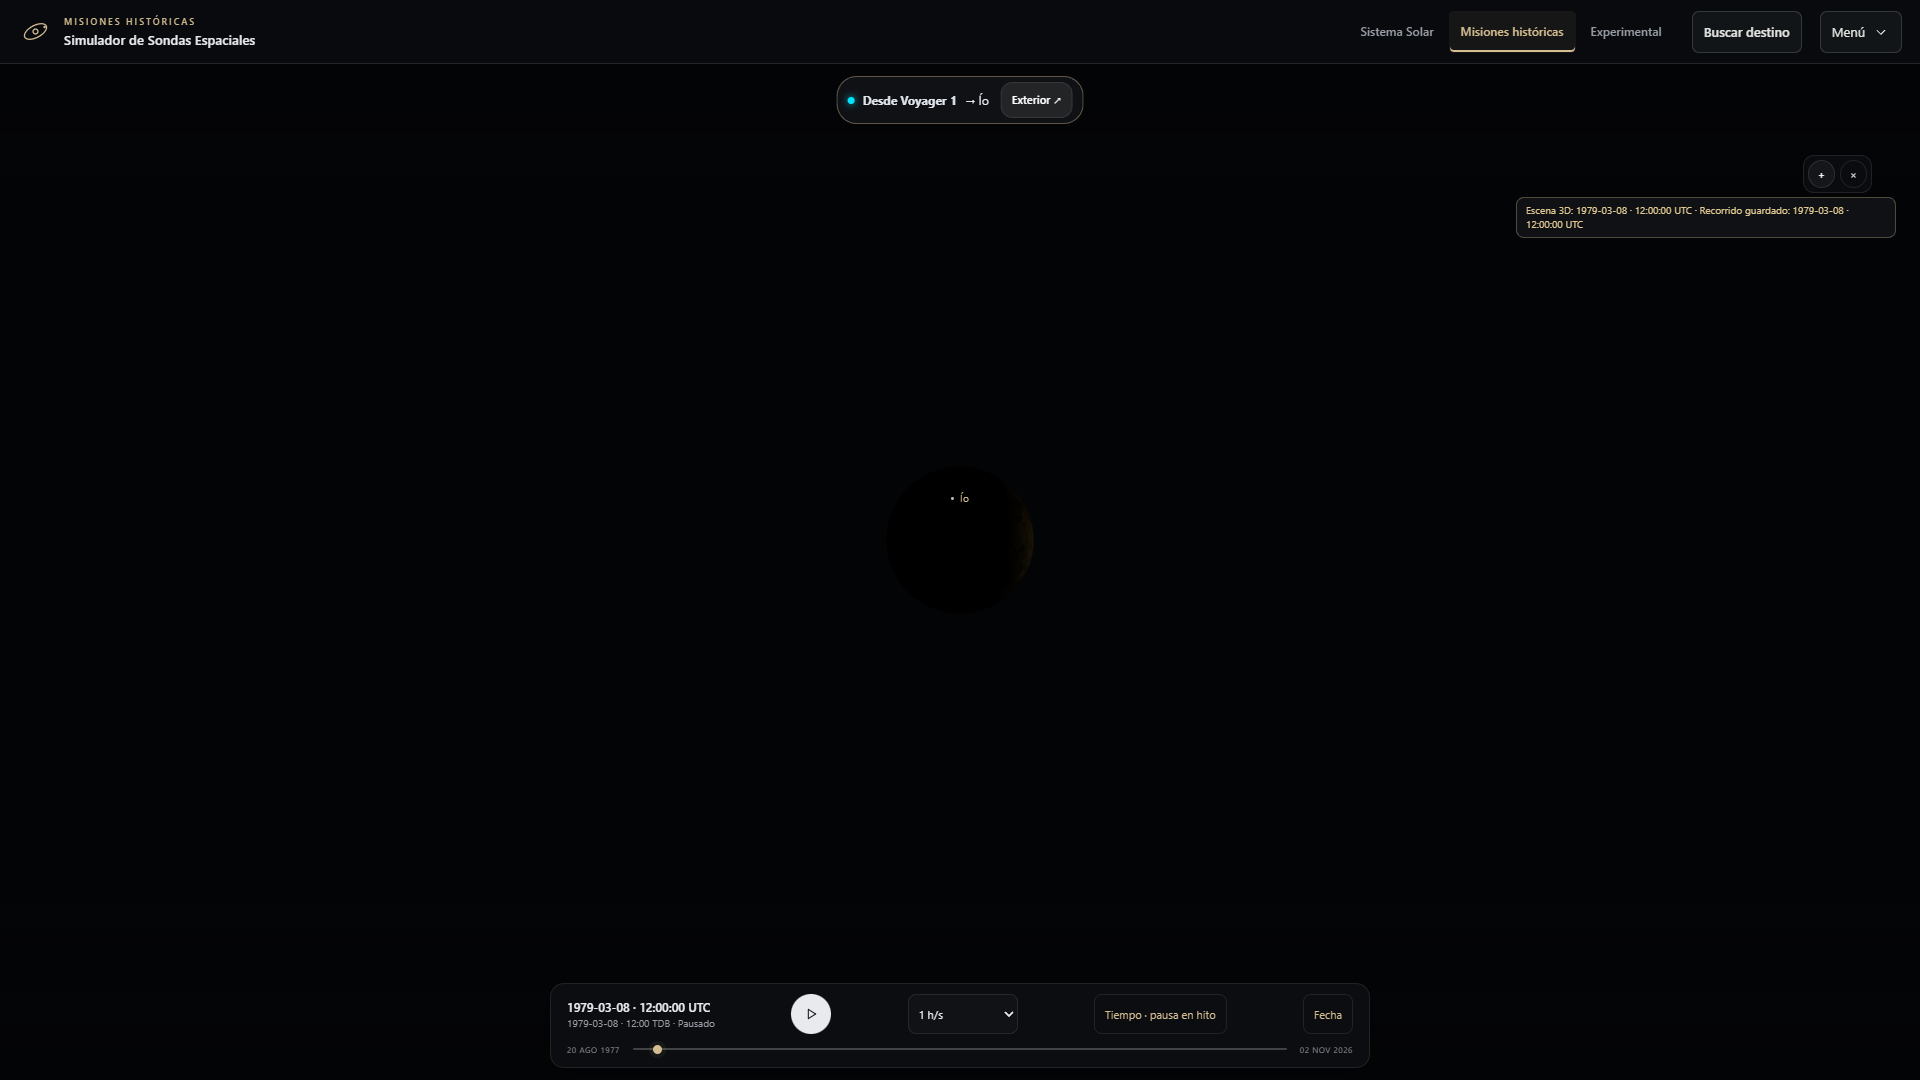 MISIONES HISTÓRICAS
Simulador de Sondas Espaciales
Sistema Solar
Misiones históricas
Experimental
Buscar destino
Menú
Desde Voyager 1 → Ío
Exterior ↗
+ ×
Escena 3D: 1979-03-08 · 12:00:00 UTC · Recorrido guardado: 1979-03-08 ·
12:00:00 UTC
• Ío
1979-03-08 · 12:00:00 UTC
1979-03-08 · 12:00 TDB · Pausado
1 h/s
Tiempo · pausa en hito
Fecha
20 AGO 1977
02 NOV 2026